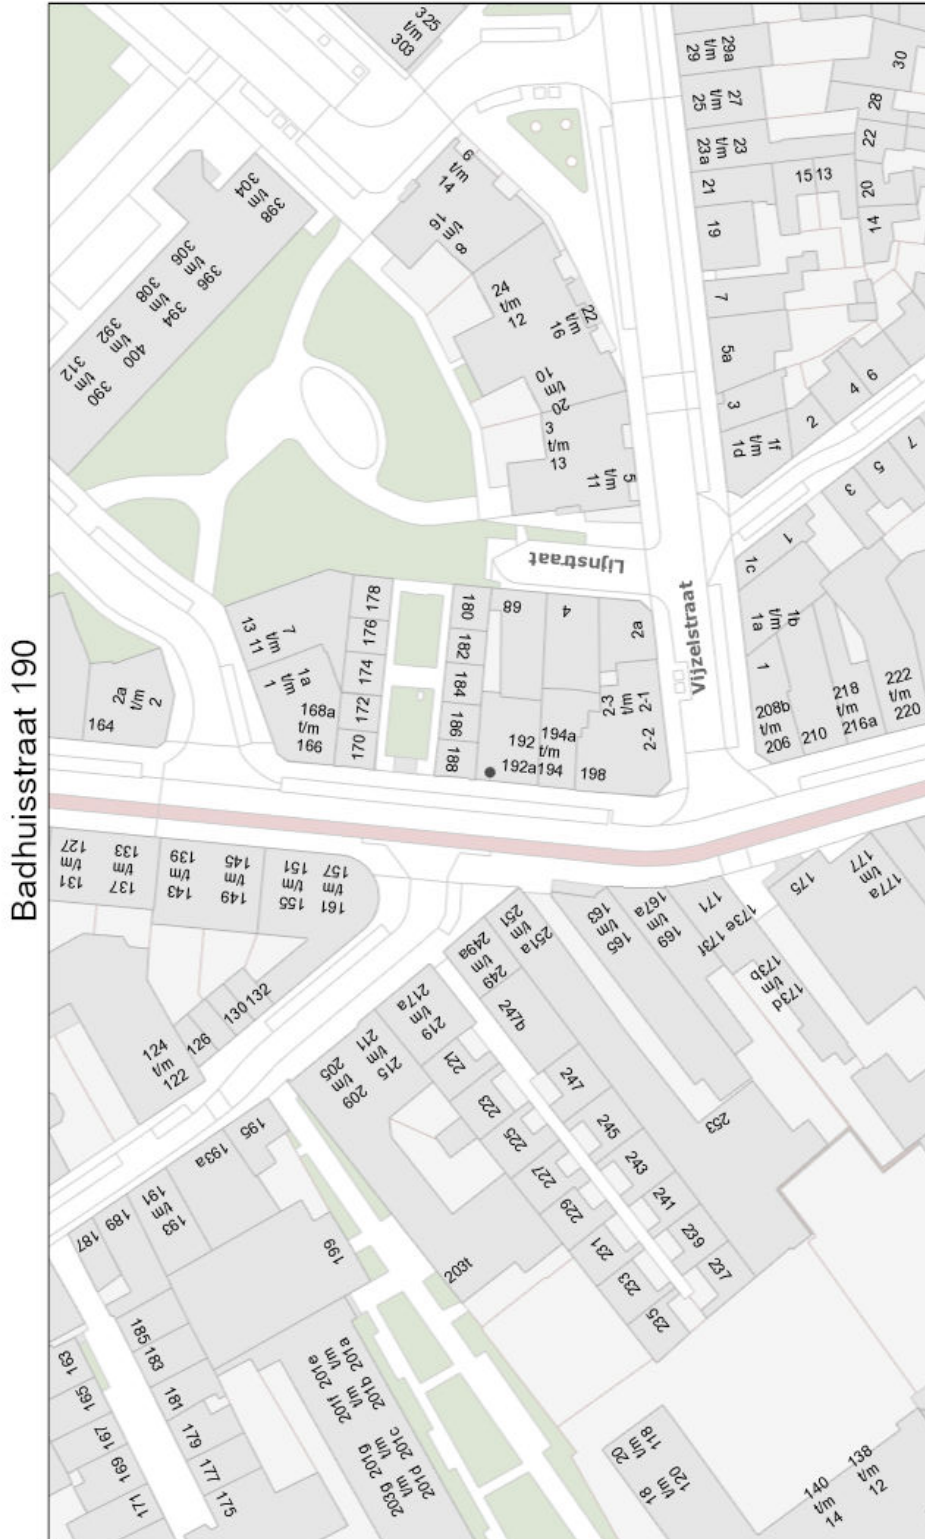 Badhuisstraat 190
325
t/m
303
29a
t/m
29
30
27
t/m
25
28
23
t/m
23a
22
21
15
13
20
19
14
6
t/m
14
16
t/m
8
398
t/m
304
396
t/m
306
394
t/m
308
400
392
t/m
312
390
t/m
24
t/m
12
22
t/m
16
10
t/m
20
7
5a
3
6
4
2
1f
t/m
1d
3
t/m
13
5
t/m
11
7
5
3
1
1c
Lijnstraat
Vijzelstraat
178
176
174
172
170
180
182
184
186
188
68
4
2a
1b
t/m
1a
1
7
t/m
13
11
1a
t/m
1
168a
t/m
166
2a
t/m
2
164
2-3
t/m
2-1
2-2
192
192a
194a
t/m
194
198
208b
t/m
206
210
218
t/m
216a
222
t/m
220
127
t/m
131
133
t/m
137
139
t/m
143
145
t/m
149
151
t/m
155
157
t/m
161
163
t/m
165
167a
t/m
169
171
173e
173f
173b
t/m
173d
175
177
t/m
177a
251
t/m
251a
249a
t/m
249
247b
217a
t/m
219
211
t/m
215
205
t/m
209
130
132
126
124
t/m
122
221
223
225
227
229
231
233
235
247
245
243
241
239
237
253
195
193a
191
t/m
193
189
187
199
203t
185
183
181
179
177
175
163
165
167
169
171
201a
t/m
201b
201e
t/m
201f
201c
t/m
201d
201g
t/m
203g
118
t/m
20
120
t/m
18
138
t/m
12
140
t/m
14